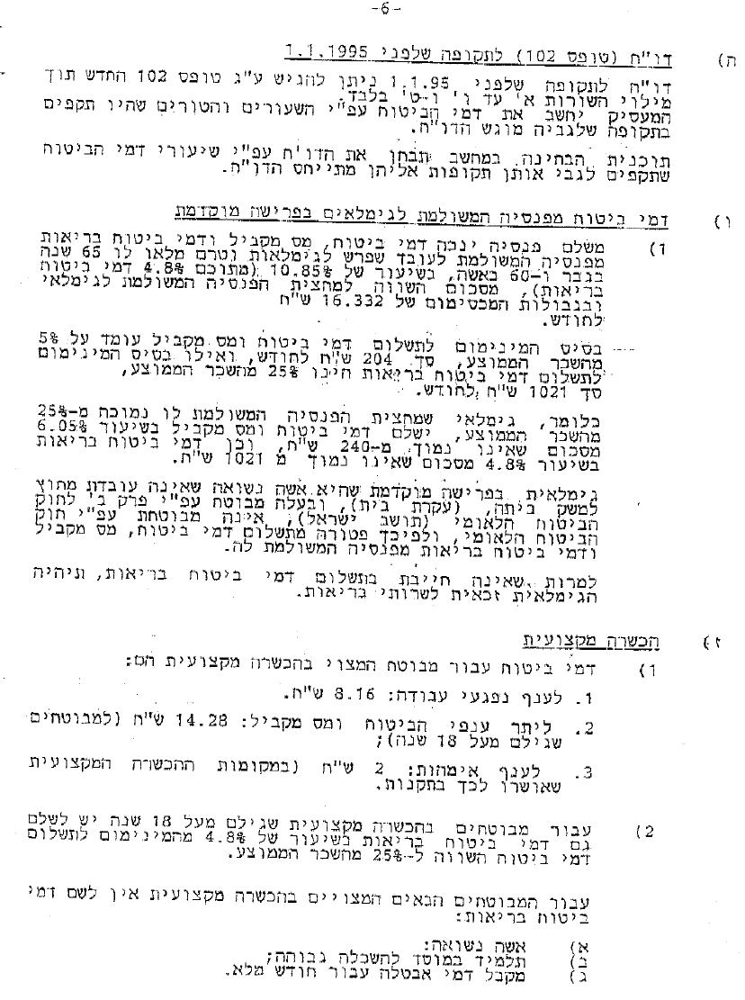 -6-
ה) דו"ח (טופס 102) לתקופה שלפני 1.1.1995
דו"ח לתקופה שלפני 1.1.95 ניתן להגיש ע"ג טופס 102 החדש תוך
מילוי השורות א' עד ו' ו-ט' בלבד.
המעסיק יחשב את דמי הביטוח עפ"י השעורים והטורים שהיו תקפים
בתקופה שלגביה מוגש הדו"ח.
תוכנית הבחינה במחשב תבחן את הדו"ח עפ"י שיעורי דמי הביטוח
שתקפים לגבי אותן תקופות אליהן מתייחס הדו"ח.
ו) דמי ביטוח מפנסיה המשולמת לגימלאים בפרישה מוקדמת
1) משלם פנסיה ינכה דמי ביטוח, מס מקביל ודמי ביטוח בריאות
מפנסיה המשולמת לעובד שפרש לגימלאות וטרם מלאו לו 65 שנה
בגבר ו-60 באשה, בשיעור של 10.85% (מתוכם 4.8% דמי ביטוח
בריאות), מסכום השווה למחצית הפנסיה המשולמת לגימלאי
ובגבולות המכסימום של 16.332 ש"ח
לחודש.
בסיס המינימום לתשלום דמי ביטוח ומס מקביל עומד על 5%
מהשכר הממוצע, סך 204 ש"ח לחודש, ואילו בסיס המינימום
לתשלום דמי ביטוח בריאות הינו 25% מהשכר הממוצע,
סך 1021 ש"ח לחודש.
כלומר, גימלאי שמחצית הפנסיה המשולמת לו נמוכה מ-25%
מהשכר הממוצע, ישלם דמי ביטוח ומס מקביל בשיעור 6.05%
מסכום שאינו נמוך מ-240 ש"ח, וכן דמי ביטוח בריאות
בשיעור 4.8% מסכום שאינו נמוך מ 1021 ש"ח.
גימלאית בפרישה מוקדמת שהיא אשה נשואה שאינה עובדת מחוץ
למשק ביתה, (עקרת בית), ובעלה מבוטח עפ"י פרק ב' לחוק
הביטוח הלאומי (תושב ישראל), אינה מבוטחת עפ"י חוק
הביטוח הלאומי, ולפיכך פטורה מתשלום דמי ביטוח, מס מקביל
ודמי ביטוח בריאות מפנסיה המשולמת לה.
למרות שאינה חייבת בתשלום דמי ביטוח בריאות, תיהיה
הגימלאית זכאית לשרותי בריאות.
ז) הכשרה מקצועית
1) דמי ביטוח עבור מבוטח המצוי בהכשרה מקצועית הם:
1. לענף נפגעי עבודה: 8.16 ש"ח.
2. ליתר ענפי הביטוח ומס מקביל: 14.28 ש"ח (למבוטחים
שגילם מעל 18 שנה);
3. לענף אימהות: 2 ש"ח (במקומות ההכשרה המקצועית
שאושרו לכך בתקנות.
2) עבור מבוטחים בהכשרה מקצועית שגילם מעל 18 שנה יש לשלם
גם דמי ביטוח בריאות בשיעור של 4.8% מהמינימום לתשלום
דמי ביטוח השווה ל-25% מהשכר הממוצע.
עבור המבוטחים הבאים המצויים בהכשרה מקצועית אין לשם דמי
ביטוח בריאות:
א) אשה נשואה:
ב) תלמיד במוסד להשכלה גבוהה;
ג) מקבל דמי אבטלה עבור חודש מלא.